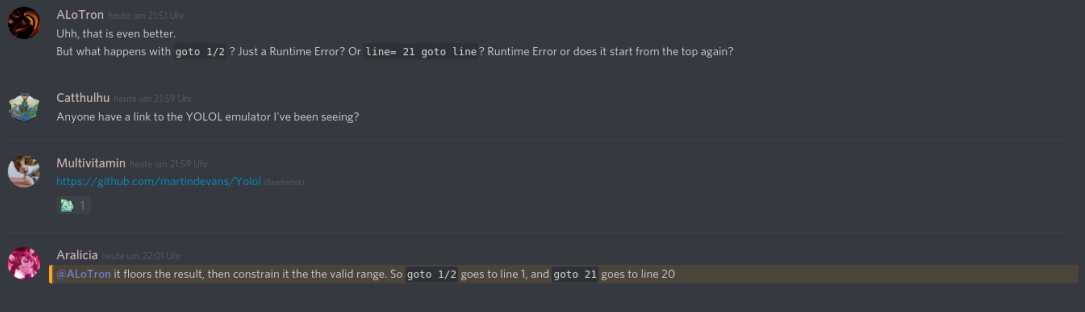 ALoTron heute um 21:51 Uhr
Uhh, that is even better.
But what happens with goto 1/2 ? Just a Runtime Error? Or line= 21 goto line ? Runtime Error or does it start from the top again?
Catthulhu heute um 21:59 Uhr
Anyone have a link to the YOLOL emulator I've been seeing?
Multivitamin heute um 21:59 Uhr
https://github.com/martindevans/Yolol (Bearbeitet)
1
Aralicia heute um 22:01 Uhr
@ALoTron it floors the result, then constrain it the the valid range. So goto 1/2 goes to line 1, and goto 21 goes to line 20